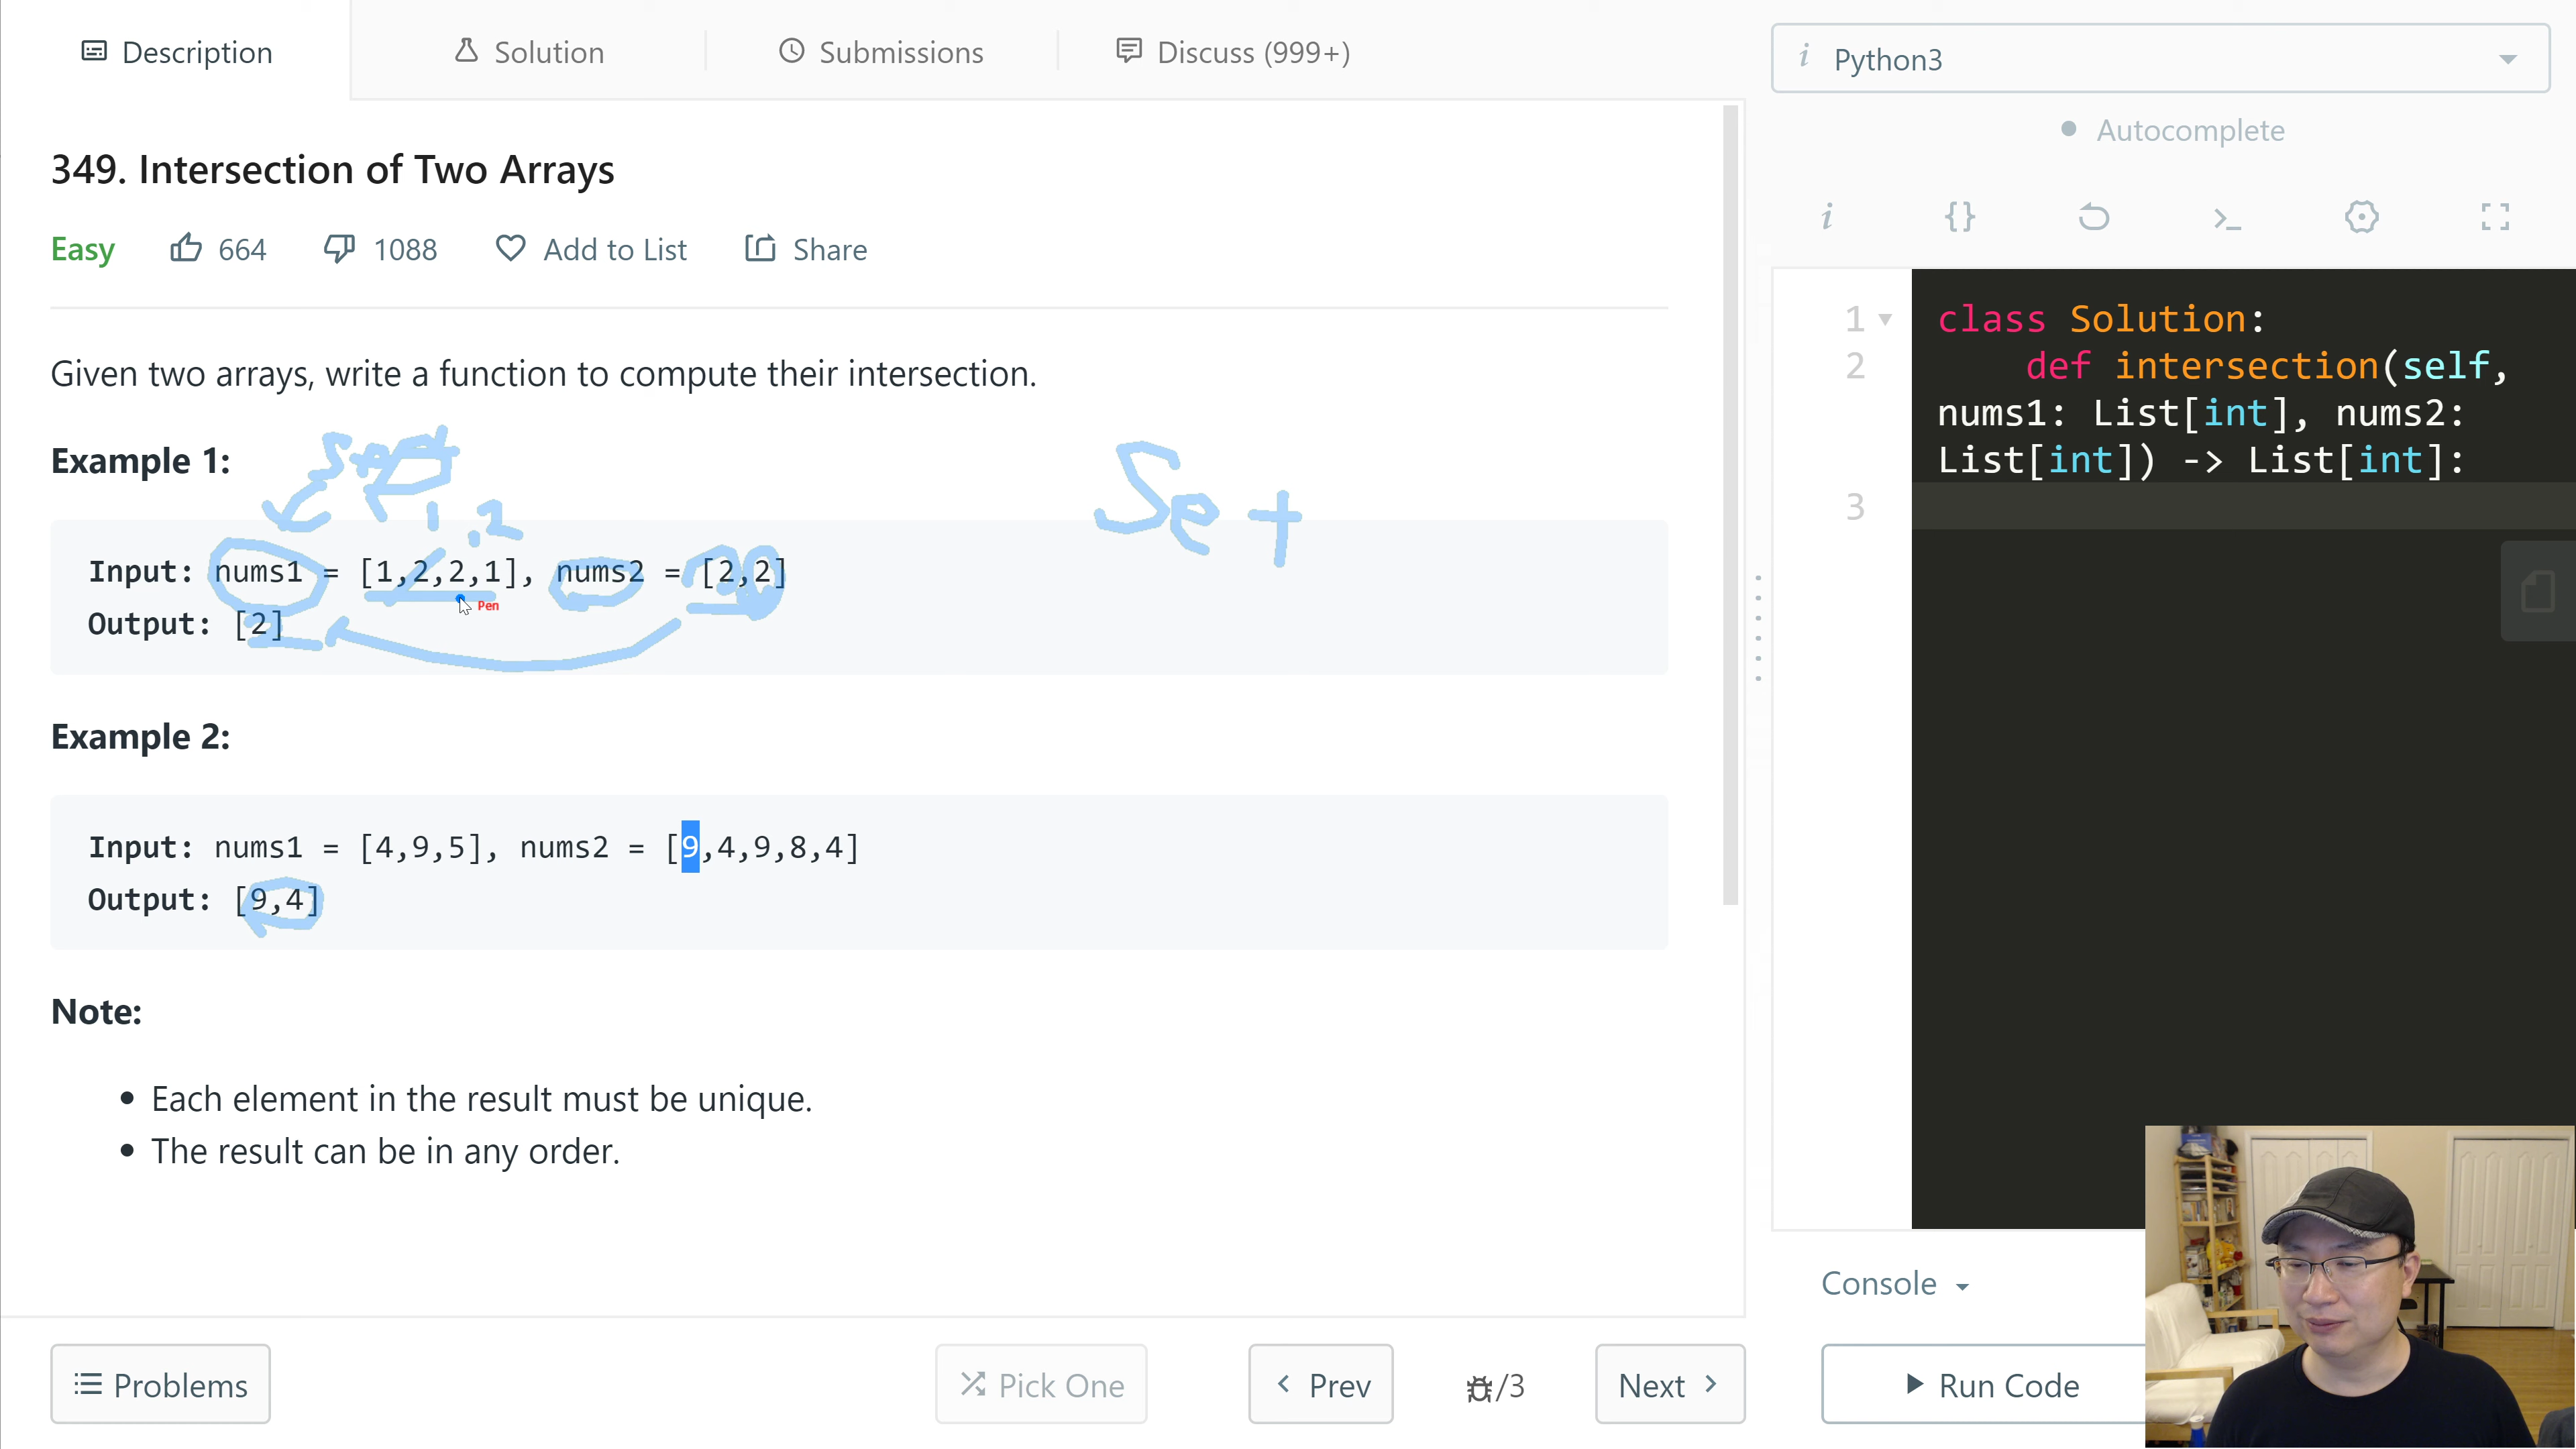 Description
Solution
Submissions
Discuss (999+)
i Python3
Autocomplete
349. Intersection of Two Arrays
Easy 664 1088 Add to List Share
i {} >_
Given two arrays, write a function to compute their intersection.
Example 1:
Set
1,2
Set
Input: nums1 = [1,2,2,1], nums2 = [2,2]
Pen
Output: [2]
Example 2:
Input: nums1 = [4,9,5], nums2 = [9,4,9,8,4]
Output: [9,4]
Note:
• Each element in the result must be unique.
• The result can be in any order.
1 class Solution:
2 def intersection(self,
nums1: List[int], nums2:
List[int]) -> List[int]:
3
Console
Problems
Pick One
< Prev
/3
Next >
Run Code